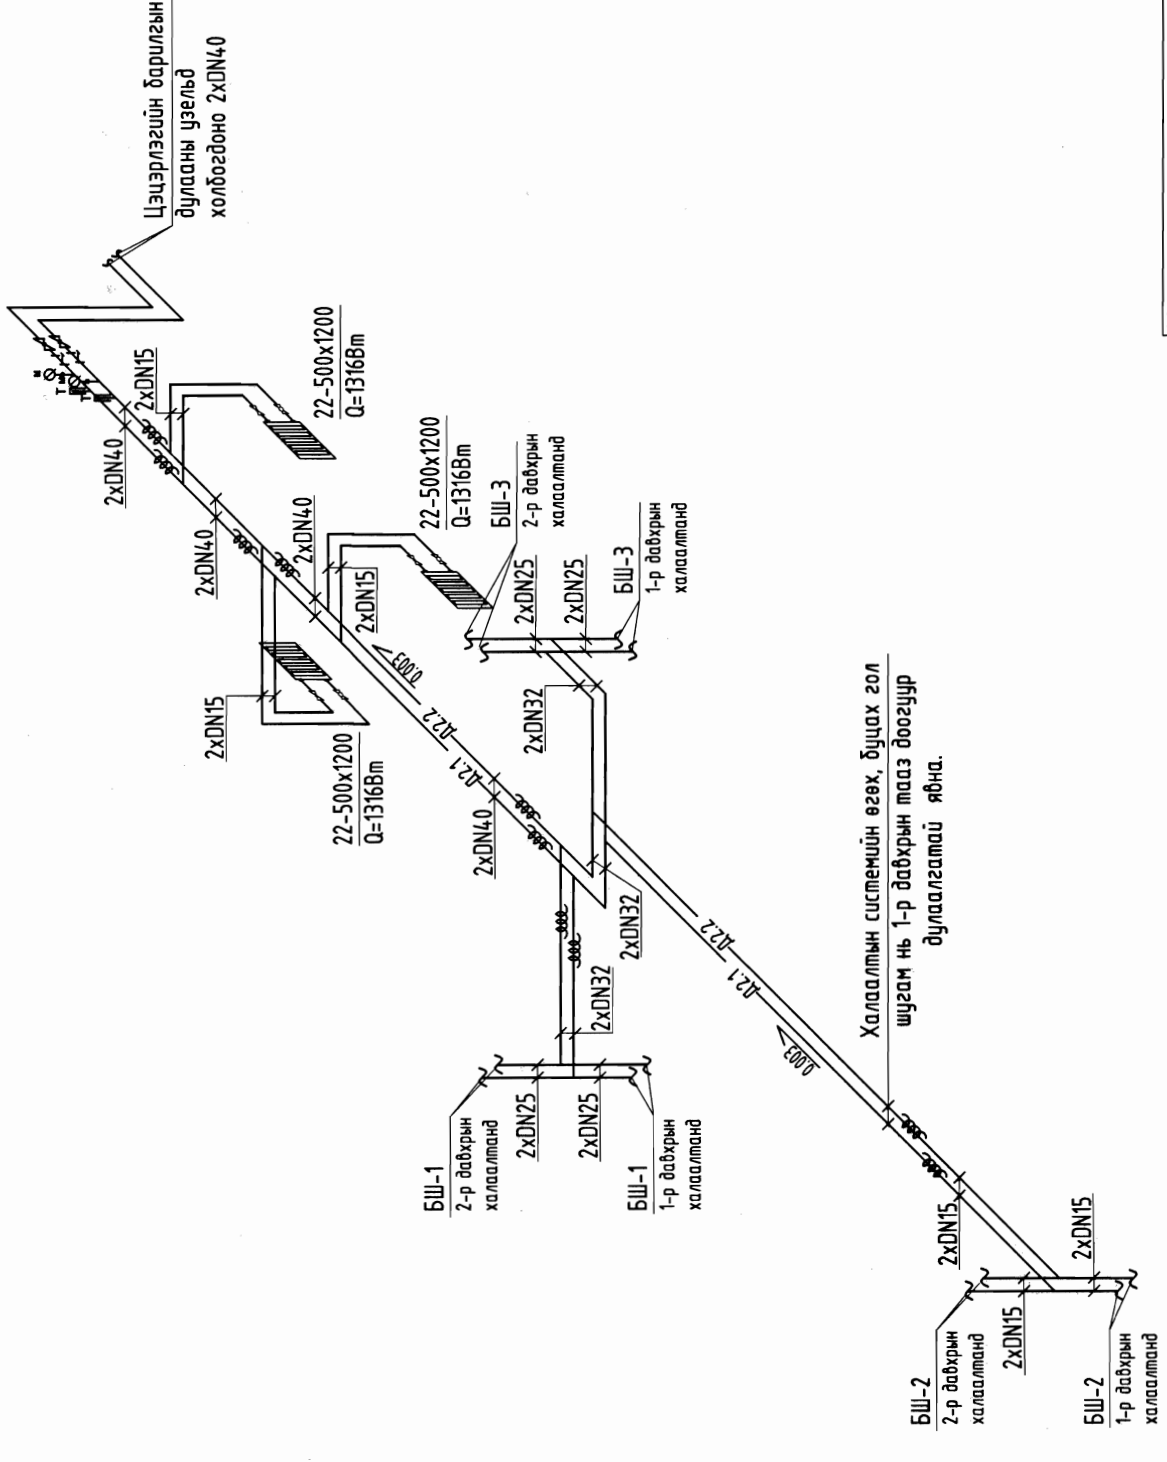 Цэцэрлэгийн барилгын
дулааны узельд
холбогдоно 2xDN40
М
Т
2xDN40
2xDN15
22-500x1200
Q=1316Вт
2xDN40
2xDN40
2xDN15
22-500x1200
Q=1316Вт
2xDN15
22-500x1200
Q=1316Вт
0.003
Д2.2
Д2.1
2xDN40
БШ-3
2-р давхрын
халаалтанд
2xDN25
2xDN25
БШ-3
1-р давхрын
халаалтанд
2xDN32
2xDN32
2xDN32
БШ-1
2-р давхрын
халаалтанд
2xDN25
2xDN25
БШ-1
1-р давхрын
халаалтанд
Д2.2
Д2.1
0.003
Халаалтын системийн өгөх, буцах гол
шугам нь 1-р давхрын тааз доогуур
дулаалгатай явна.
2xDN15
БШ-2
2-р давхрын
халаалтанд
2xDN15
2xDN15
БШ-2
1-р давхрын
халаалтанд